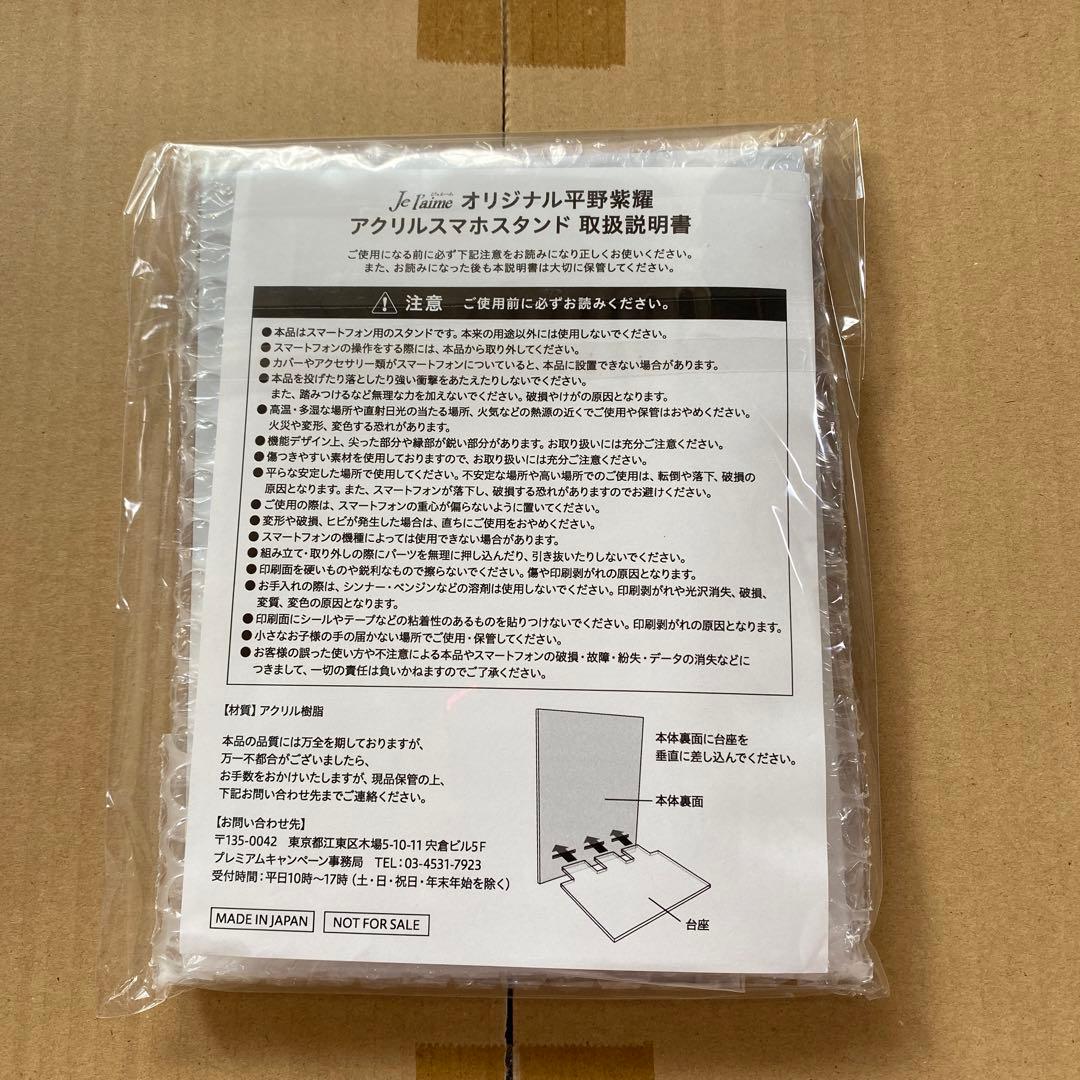 ジュレーム
Je l'aime オリジナル平野紫耀
アクリルスマホスタンド 取扱説明書
ご使用になる前に必ず下記注意をお読みになり正しくお使いください。
また、お読みになった後も本説明書は大切に保管してください。
注意 ご使用前に必ずお読みください。
●本品はスマートフォン用のスタンドです。本来の用途以外には使用しないでください。
●スマートフォンの操作をする際には、本品から取り外してください。
●カバーやアクセサリー類がスマートフォンについていると、本品に設置できない場合があります。
●本品を投げたり落としたり強い衝撃をあたえたりしないでください。
また、踏みつけるなど無理な力を加えないでください。破損やけがの原因となります。
●高温・多湿な場所や直射日光の当たる場所、火気などの熱源の近くでご使用や保管はおやめください。
火災や変形、変色する恐れがあります。
●機能デザイン上、尖った部分や縁部が鋭い部分があります。お取り扱いには充分ご注意ください。
●傷つきやすい素材を使用しておりますので、お取り扱いには充分ご注意ください。
●平らな安定した場所で使用してください。不安定な場所や高い場所でのご使用は、転倒や落下、破損の
原因となります。また、スマートフォンが落下し、破損する恐れがありますのでお避けください。
●ご使用の際は、スマートフォンの重心が偏らないように置いてください。
●変形や破損、ヒビが発生した場合は、直ちにご使用をおやめください。
●スマートフォンの機種によっては使用できない場合があります。
●組み立て・取り外しの際にパーツを無理に押し込んだり、引き抜いたりしないでください。
●印刷面を硬いものや鋭利なもので擦らないでください。傷や印刷剥がれの原因となります。
●お手入れの際は、シンナー・ベンジンなどの溶剤は使用しないでください。印刷剥がれや光沢消失、破損、
変質、変色の原因となります。
●印刷面にシールやテープなどの粘着性のあるものを貼りつけないでください。印刷剥がれの原因となります。
●小さなお子様の手の届かない場所でご使用・保管してください。
●お客様の誤った使い方や不注意による本品やスマートフォンの破損・故障・紛失・データの消失などに
つきまして、一切の責任は負いかねますのでご了承ください。
【材質】アクリル樹脂
本品の品質には万全を期しておりますが、
万一不都合がございましたら、
お手数をおかけいたしますが、現品保管の上、
下記お問い合わせ先までご連絡ください。
【お問い合わせ先】
〒135-0042 東京都江東区木場5-10-11 宍倉ビル5F
プレミアムキャンペーン事務局 TEL：03-4531-7923
受付時間：平日10時～17時（土・日・祝日・年末年始を除く）
MADE IN JAPAN NOT FOR SALE
本体裏面に台座を
垂直に差し込んでください。
本体裏面
台座